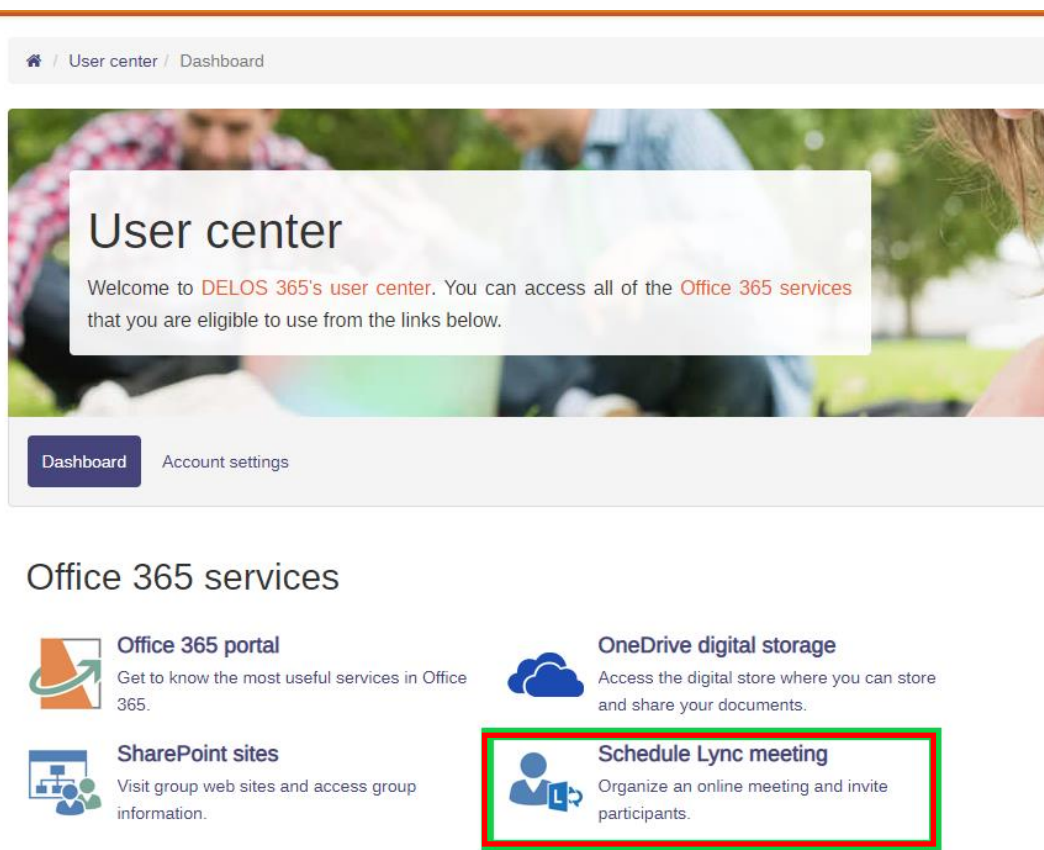 / User center / Dashboard
User center
Welcome to DELOS 365's user center. You can access all of the Office 365 services
that you are eligible to use from the links below.
Dashboard Account settings
Office 365 services
Office 365 portal
Get to know the most useful services in Office
365.
OneDrive digital storage
Access the digital store where you can store
and share your documents.
SharePoint sites
Visit group web sites and access group
information.
Schedule Lync meeting
Organize an online meeting and invite
participants.
L